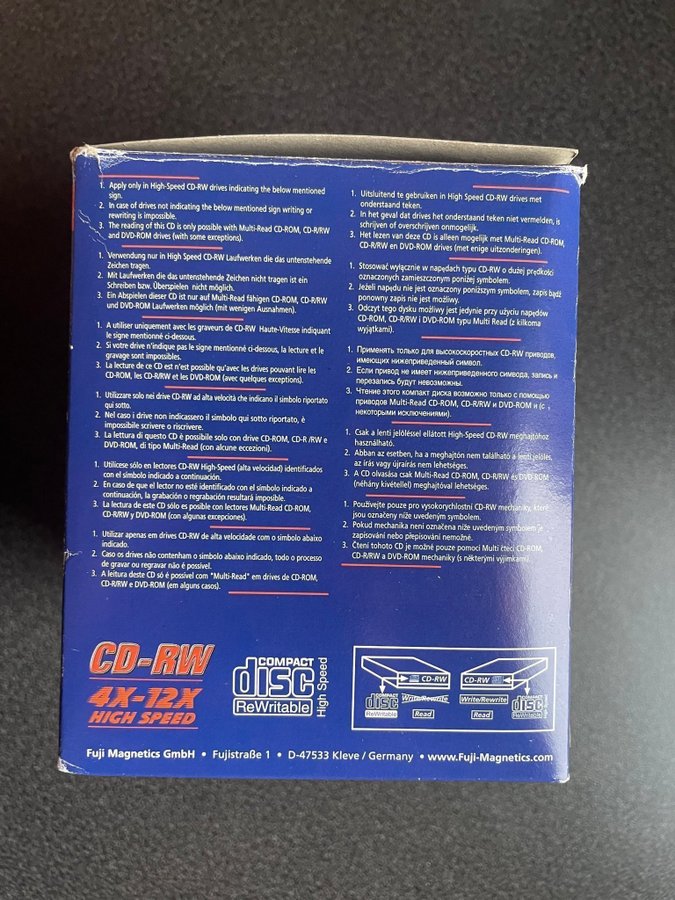 1. Apply only in High-Speed CD-RW drives indicating the below mentioned
sign.
2. In case of drives not indicating the below mentioned sign writing or
rewriting is impossible.
3. The reading of this CD is only possible with Multi-Read CD-ROM, CD-R/RW
and DVD-ROM drives (with some exceptions).
1. Verwendung nur in High Speed CD-RW Laufwerken die das untenstehende
Zeichen tragen.
2. Mit Laufwerken die das untenstehende Zeichen nicht tragen ist ein
Schreiben bzw. Überspielen nicht möglich.
3. Ein Abspielen dieser CD ist nur auf Multi-Read fähigen CD-ROM, CD-R/RW
und DVD-ROM Laufwerken möglich (mit wenigen Ausnahmen).
1. A utiliser uniquement avec les graveurs de CD-RW Haute-Vitesse indiquant
le signe mentionné ci-dessous.
2. Si votre drive n'indique pas le signe mentionné ci-dessous, la lecture et le
gravage sont impossibles.
3. La lecture de ce CD est n'est possible qu'avec les drives pouvant lire les
CD-ROM, les CD-R/RW et les DVD-ROM (avec quelques exceptions).
1. Utilizzare solo nei drive CD-RW ad alta velocità che indicano il simbolo riportato
qui sotto.
2. Nel caso i drive non indicassero il simbolo qui sotto riportato, è
impossibile scrivere o riscrivere.
3. La lettura di questo CD è possibile solo con drive CD-ROM, CD-R /RW e
DVD-ROM, di tipo Multi-Read (con alcune eccezioni).
1. Utilícese sólo en lectores CD-RW High-Speed (alta velocidad) identificados
con el símbolo indicado a continuación.
2. En caso de que el lector no esté identificado con el símbolo indicado a
continuación, la grabación o regrabación resultará imposible.
3. La lectura de este CD sólo es posible con lectores Multi-Read CD-ROM,
CD-R/RW y DVD-ROM (con algunas excepciones).
1. Utilizar apenas em drives CD-RW de alta velocidade com o símbolo abaixo
indicado.
2. Caso os drives não contenham o símbolo abaixo indicado, todo o processo
de gravar ou regravar não é possível.
3. A leitura deste CD só é possível com "Multi-Read" em drives de CD-ROM,
CD-R/RW e DVD-ROM (em alguns casos).
1. Uitsluitend te gebruiken in High Speed CD-RW drives met
onderstaand teken.
2. In het geval dat drives het onderstaand teken niet vermelden, is
schrijven of overschrijven onmogelijk.
3. Het lezen van deze CD is alleen mogelijk met Multi-Read CD-ROM,
CD-R/RW en DVD-ROM drives (met enige uitzonderingen).
1. Stosować wyłącznie w napędach typu CD-RW o dużej prędkości
oznaczonych zamieszczonym poniżej symbolem.
2. Jeżeli napędu nie jest oznaczony poniższym symbolem, zapis bądź
ponowny zapis nie jest możliwy.
3. Odczyt tego dysku możliwy jest jedynie przy użyciu napędów
CD-ROM, CD-R/RW i DVD-ROM typu Multi Read (z kilkoma
wyjątkami).
1. Применять только для высокоскоростных CD-RW приводов,
имеющих нижеприведенный символ.
2. Если привод не имеет нижеприведенного символа, запись и
перезапись будут невозможны.
3. Чтение этого компакт диска возможно только с помощью
приводов Multi-Read CD-ROM, CD-R/RW и DVD-ROM и (с
некоторыми исключениями).
1. Csak a lenti jelöléssel ellátott High-Speed CD-RW meghajtóhoz
használható.
2. Abban az esetben, ha a meghajtón nem található a lenti jelölés,
az írás vagy újraírás nem lehetséges.
3. A CD olvasása csak Multi-Read CD-ROM, CD-R/RW és DVD-ROM
(néhány kivétellel) meghajtóval lehetséges.
1. Používejte pouze pro vysokorychlostní CD-RW mechaniky, které
jsou označeny níže uvedeným symbolem.
2. Pokud mechanika není označena níže uvedeným symbolem je
zapisování nebo přepisování nemožné.
3. Čtení tohoto CD je možné pouze pomocí Multi čtecí CD-ROM,
CD-R/RW a DVD-ROM mechaniky (s některými výjimkami).
CD-RW
4X-12X
HIGH SPEED
COMPACT
disc
ReWritable
High Speed
CD-RW
CD-RW
Write/Rewrite
Write/Rewrite
ReWritable
Read
Read
ReWritable
Fuji Magnetics GmbH • Fujistraße 1 • D-47533 Kleve / Germany • www.Fuji-Magnetics.com